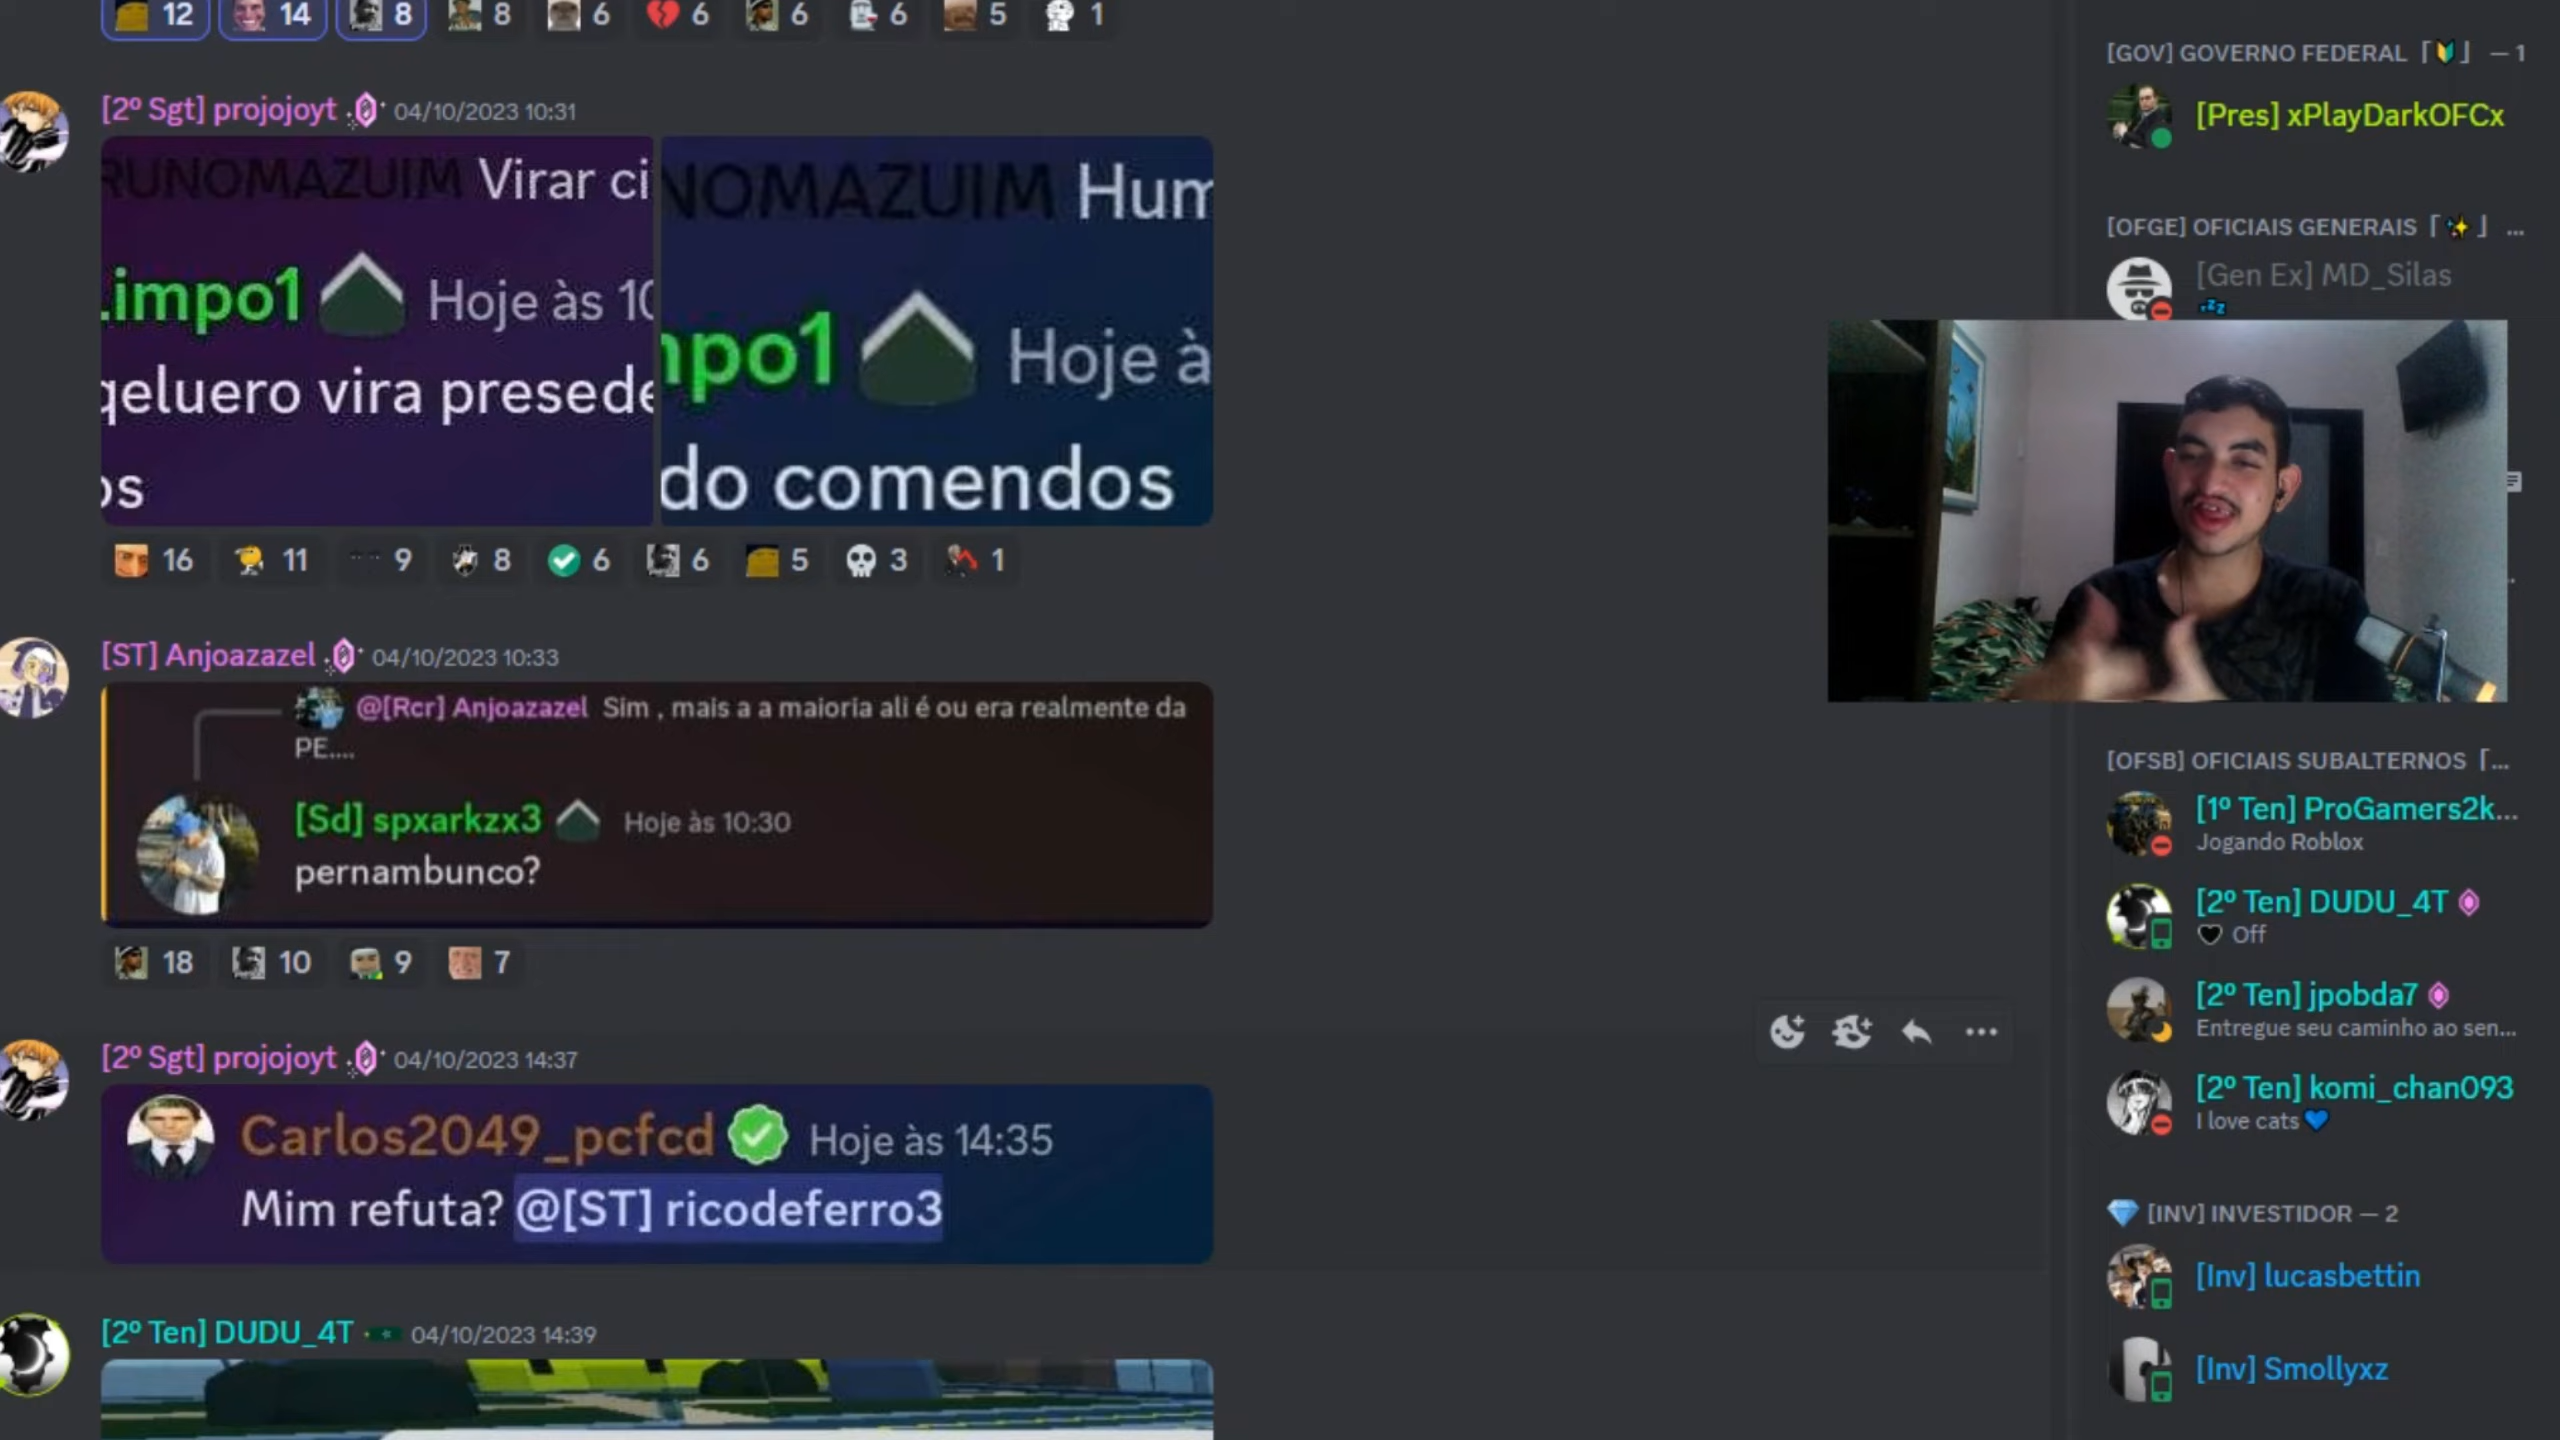 12 14 8 8 6 6 6 6 5 1
[2º Sgt] projojoyt 04/10/2023 10:31
RUNOMAZUIM Virar ci
.impo1 Hoje às 10
qeluero vira presede
os
NOMAZUIM Hum
npo1 Hoje à
do comendos
16 11 9 8 6 6 5 3 1
[ST] Anjoazazel 04/10/2023 10:33
@[Rcr] Anjoazazel Sim , mais a a maioria ali é ou era realmente da
PE....
[Sd] spxarkzx3 Hoje às 10:30
pernambunco?
18 10 9 7
[2º Sgt] projojoyt 04/10/2023 14:37
Carlos2049_pcfcd Hoje às 14:35
Mim refuta? @[ST] ricodeferro3
[2º Ten] DUDU_4T 04/10/2023 14:39
[GOV] GOVERNO FEDERAL 「🔰」 — 1
[Pres] xPlayDarkOFCx
[OFGE] OFICIAIS GENERAIS 「✨」 ...
[Gen Ex] MD_Silas
💤
[OFSB] OFICIAIS SUBALTERNOS 「...
[1º Ten] ProGamers2k...
Jogando Roblox
[2º Ten] DUDU_4T
🖤 Off
[2º Ten] jpobda7
Entregue seu caminho ao sen...
[2º Ten] komi_chan093
I love cats💙
💎 [INV] INVESTIDOR — 2
[Inv] lucasbettin
[Inv] Smollyxz